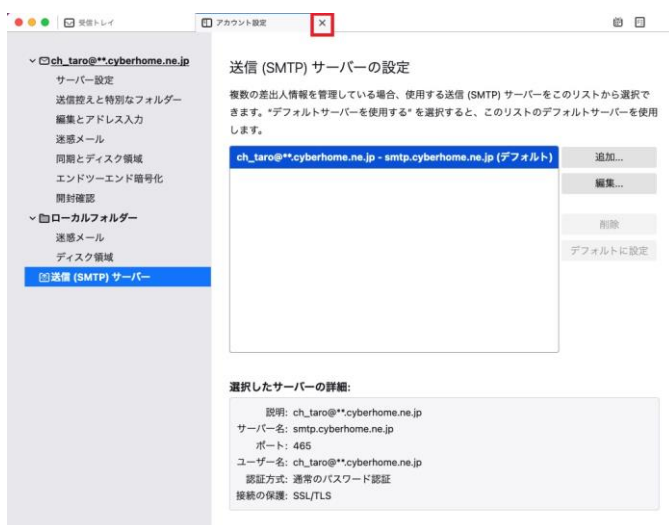 受信トレイ
アカウント設定
ch_taro@**.cyberhome.ne.jp
サーバー設定
送信控えと特別なフォルダー
編集とアドレス入力
迷惑メール
同期とディスク領域
エンドツーエンド暗号化
開封確認
ローカルフォルダー
迷惑メール
ディスク領域
送信 (SMTP) サーバー
送信 (SMTP) サーバーの設定
複数の差出人情報を管理している場合、使用する送信 (SMTP) サーバーをこのリストから選択で
きます。"デフォルトサーバーを使用する" を選択すると、このリストのデフォルトサーバーを使用
します。
ch_taro@**.cyberhome.ne.jp - smtp.cyberhome.ne.jp (デフォルト)
追加...
編集...
削除
デフォルトに設定
選択したサーバーの詳細:
説明: ch_taro@**.cyberhome.ne.jp
サーバー名: smtp.cyberhome.ne.jp
ポート: 465
ユーザー名: ch_taro@**.cyberhome.ne.jp
認証方式: 通常のパスワード認証
接続の保護: SSL/TLS